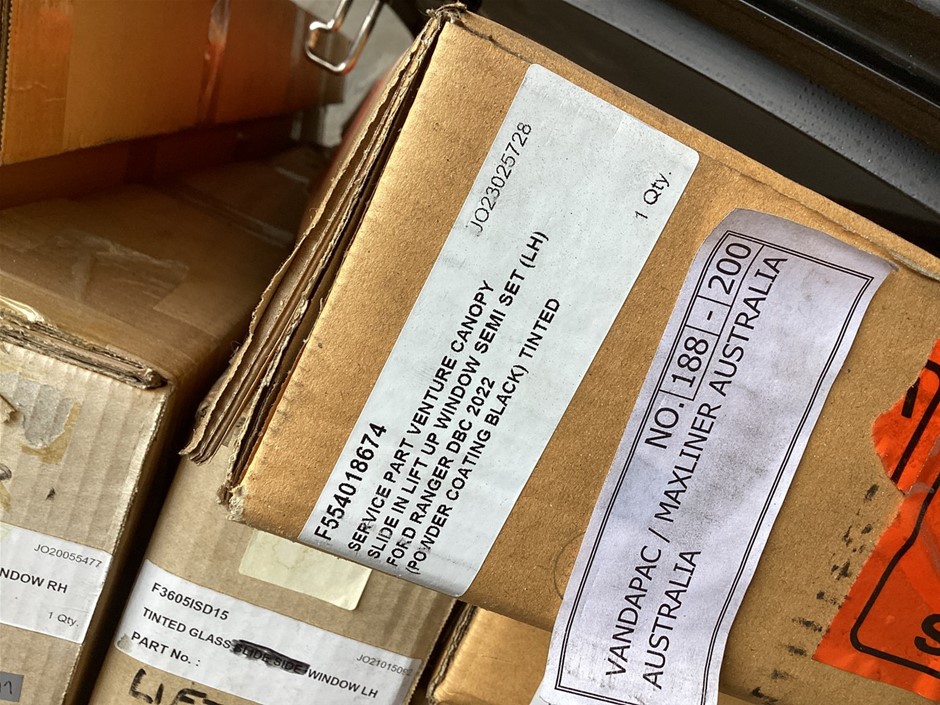 JO23025728
1 Qty.
F554018674
SERVICE PART VENTURE CANOPY
SLIDE IN LIFT UP WINDOW SEMI SET (LH)
FORD RANGER DBC 2022
(POWDER COATING BLACK) TINTED
NO. 188 - 200
VANDAPAC / MAXLINER AUSTRALIA
AUSTRALIA
JO20055477
NDOW RH
1 Qty.
F3605ISD15
TINTED GLASS WINDOW LH
PART No. :